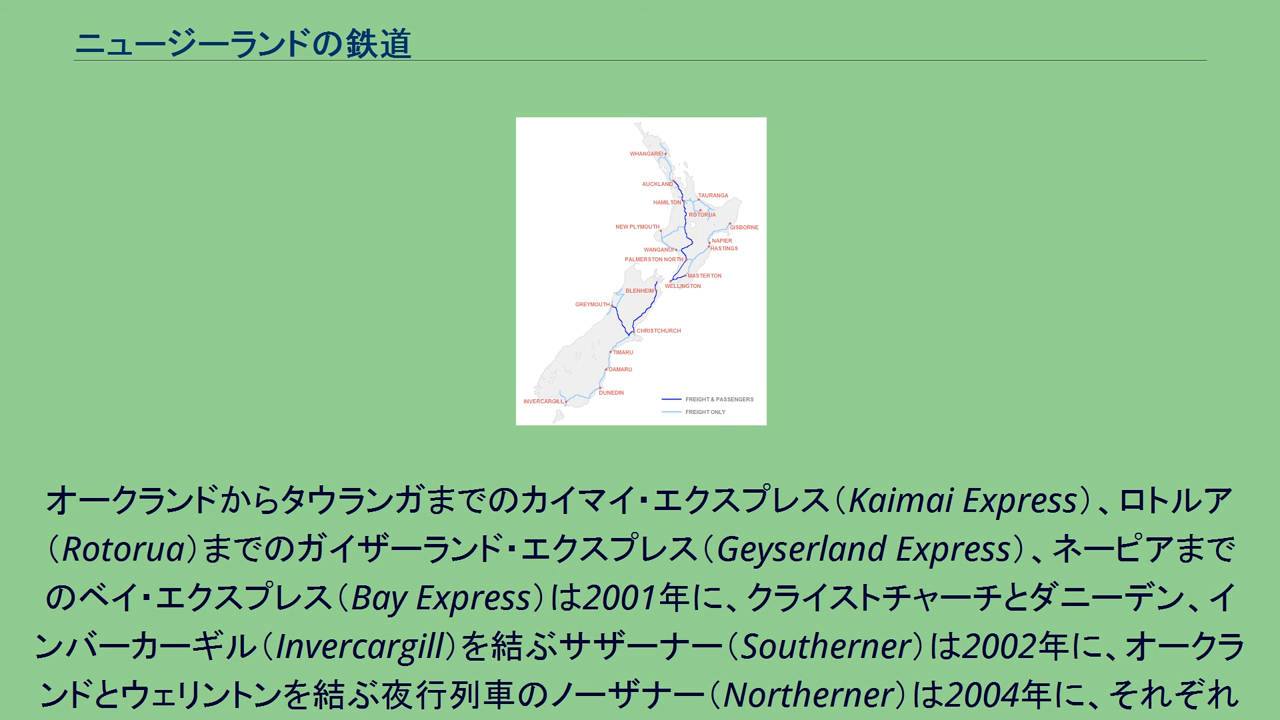 ニュージーランドの鉄道
WHANGAREI
AUCKLAND
TAURANGA
HAMILTON
ROTORUA
NEW PLYMOUTH
GISBORNE
NAPIER
HASTINGS
WANGANUI
PALMERSTON NORTH
MASTERTON
WELLINGTON
BLENHEIM
GREYMOUTH
CHRISTCHURCH
TIMARU
OAMARU
DUNEDIN
INVERCARGILL
FREIGHT & PASSENGERS
FREIGHT ONLY
オークランドからタウランガまでのカイマイ・エクスプレス（Kaimai Express）、ロトルア
（Rotorua）までのガイザーランド・エクスプレス（Geyserland Express）、ネーピアまで
のベイ・エクスプレス（Bay Express）は2001年に、クライストチャーチとダニーデン、イ
ンバーカーギル（Invercargill）を結ぶサザーナー（Southerner）は2002年に、オークラ
ンドとウェリントンを結ぶ夜行列車のノーザナー（Northerner）は2004年に、それぞれ